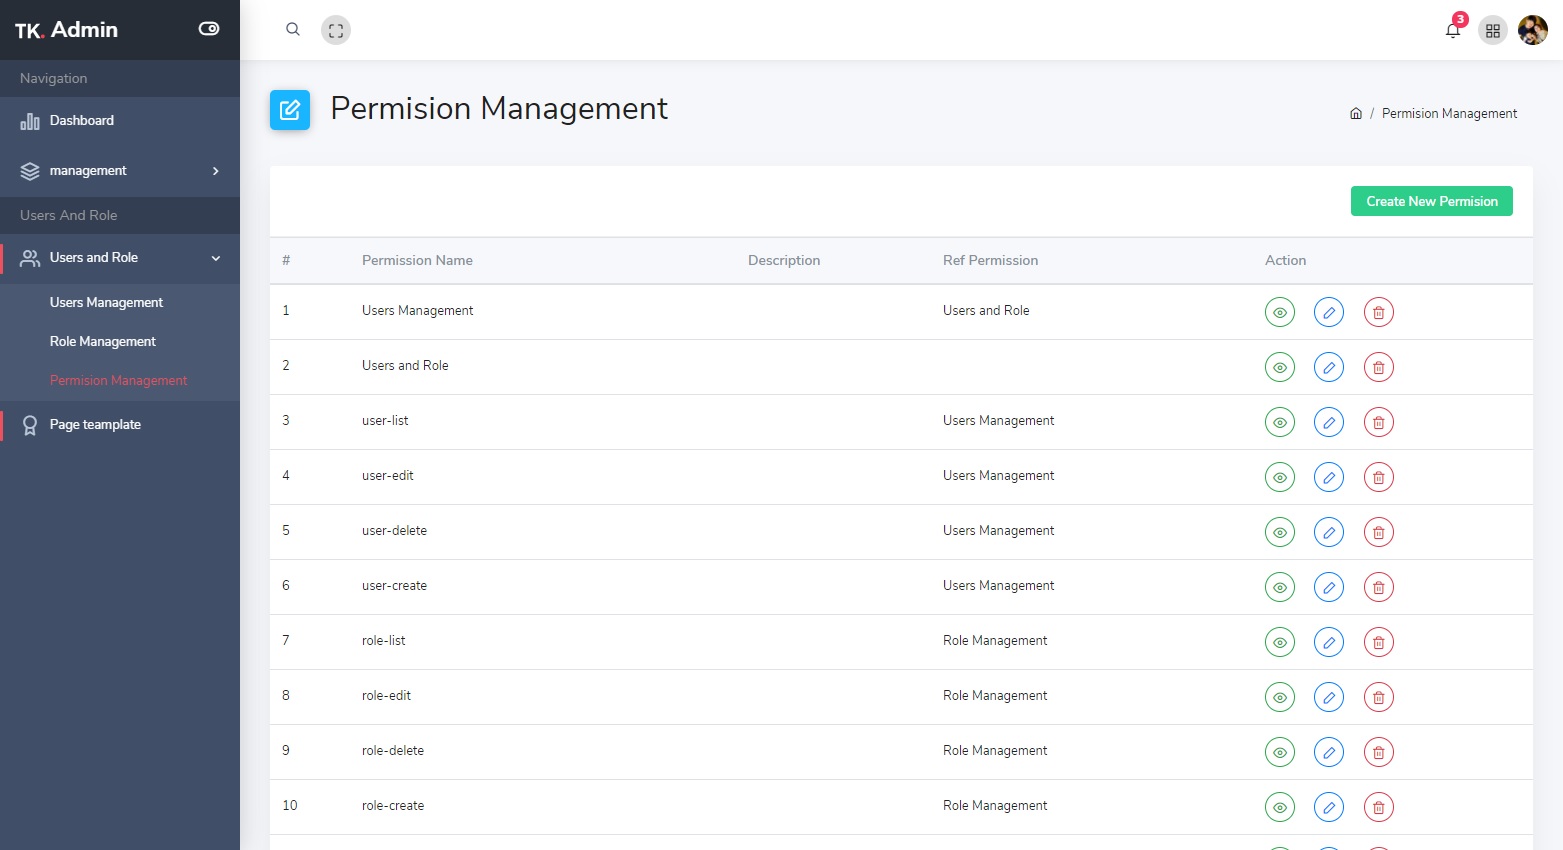 TK. Admin
3
Navigation
Dashboard
management
Users And Role
Users and Role
Users Management
Role Management
Permision Management
Page teamplate
Permision Management
/ Permision Management
Create New Permision
# Permission Name Description Ref Permission Action
1 Users Management Users and Role
2 Users and Role
3 user-list Users Management
4 user-edit Users Management
5 user-delete Users Management
6 user-create Users Management
7 role-list Role Management
8 role-edit Role Management
9 role-delete Role Management
10 role-create Role Management